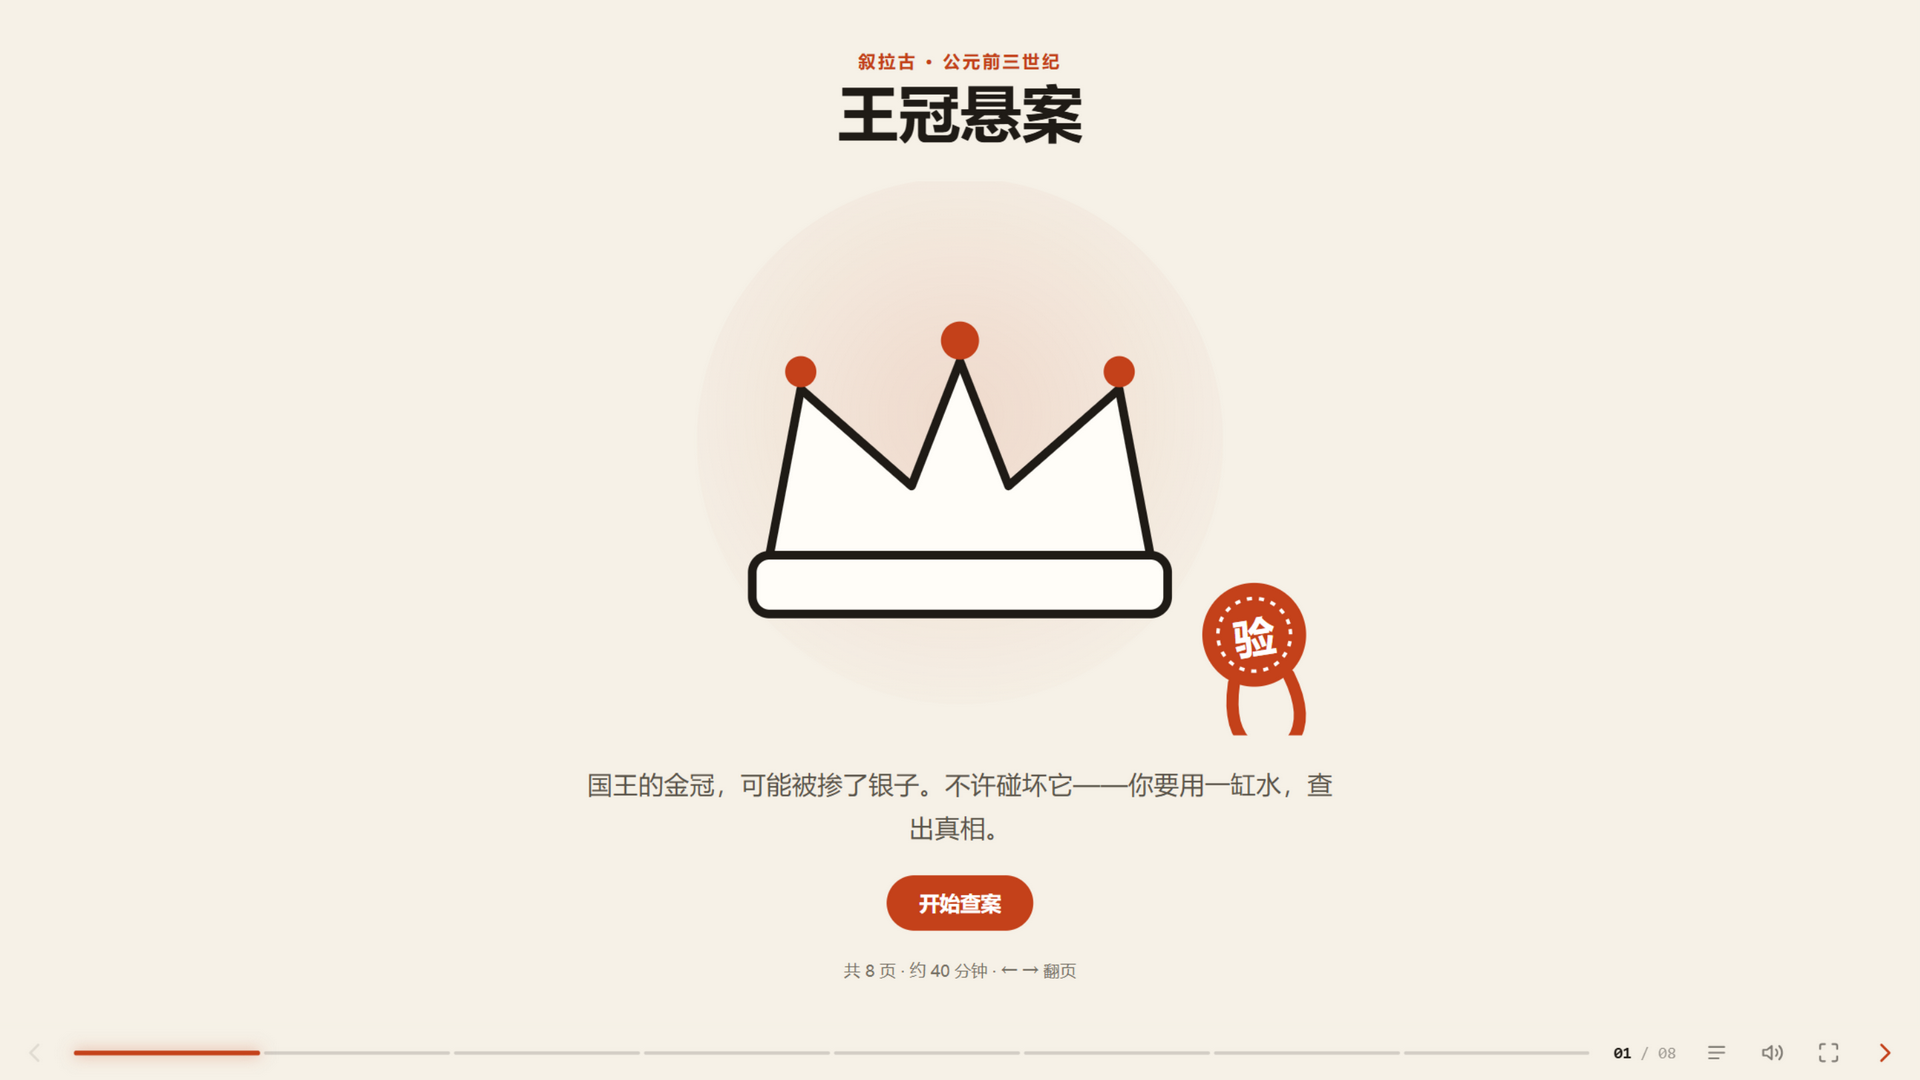 叙拉古 · 公元前三世纪
王冠悬案
验
国王的金冠，可能被掺了银子。不许碰坏它——你要用一缸水，查
出真相。
开始查案
共 8 页 · 约 40 分钟 · ← → 翻页
01 / 08